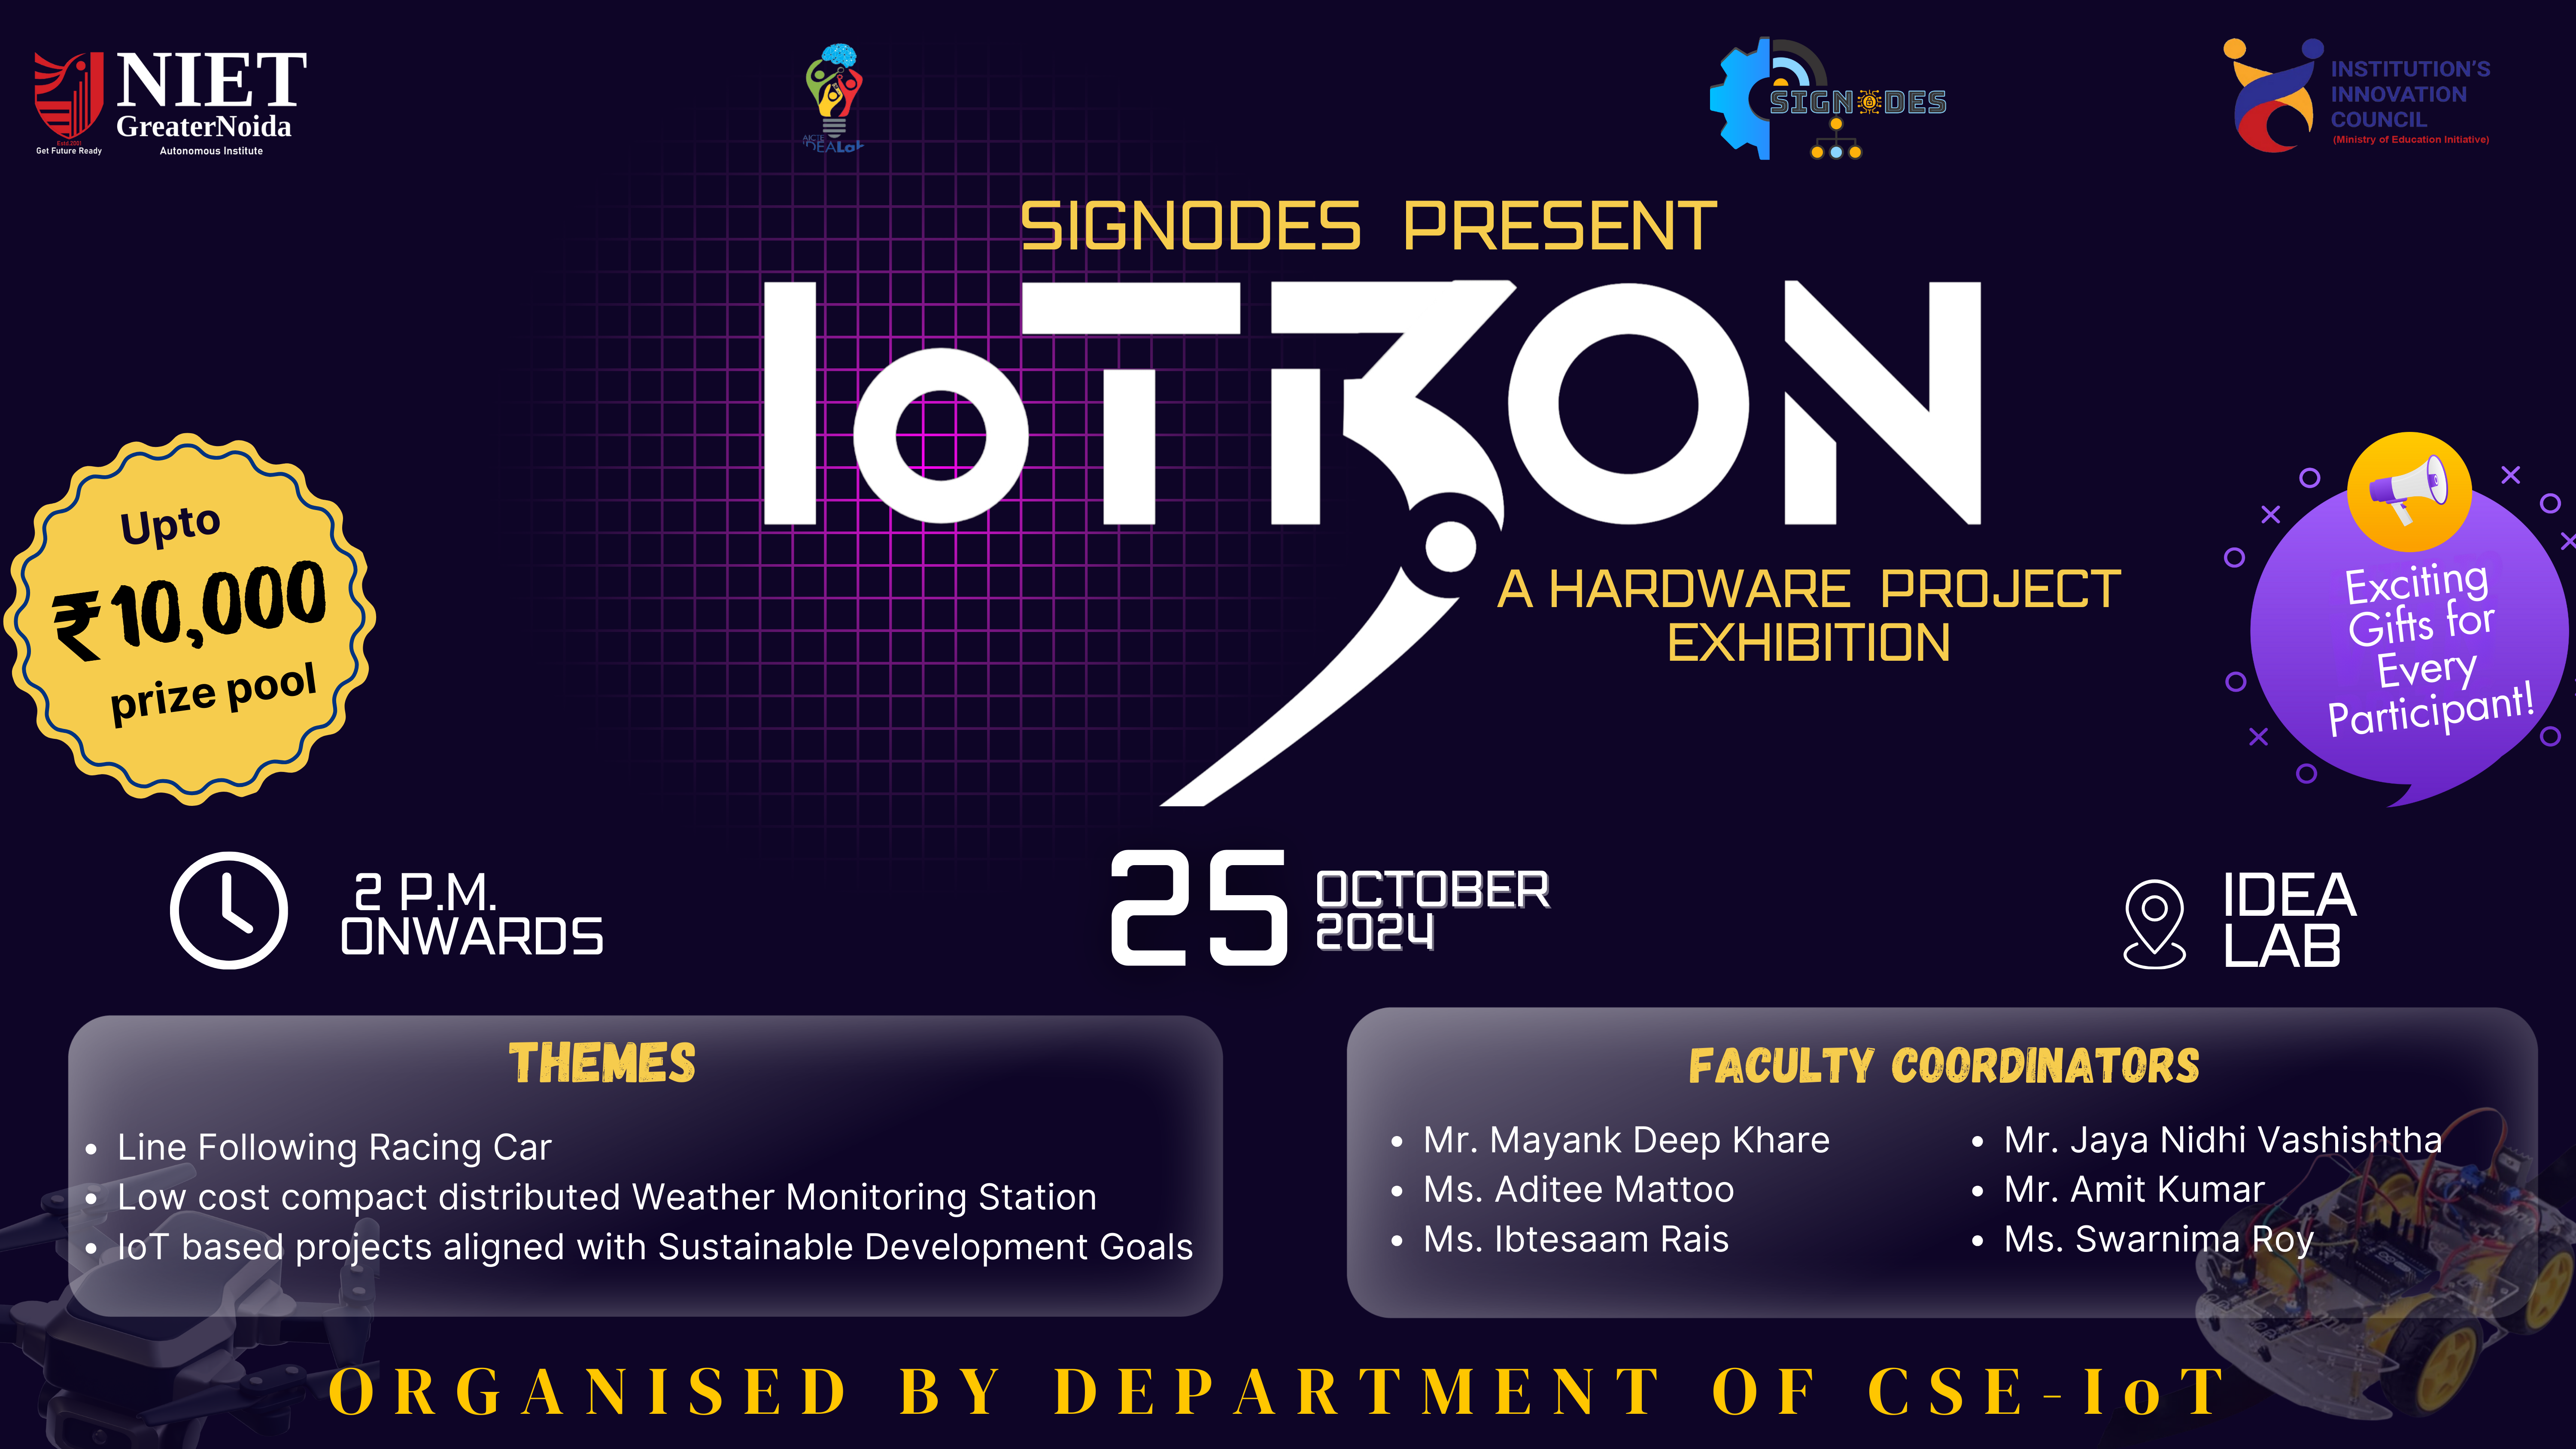 NIET
GreaterNoida
Estd.2001
Get Future Ready
Autonomous Institute
AICTE
IDEALab
SIGNODES
INSTITUTION'S
INNOVATION
COUNCIL
(Ministry of Education Initiative)
SIGNODES PRESENT
IoTRON
A HARDWARE PROJECT
EXHIBITION
Upto
₹10,000
prize pool
Exciting
Gifts for
Every
Participant!
2 P.M.
ONWARDS
25
OCTOBER
2024
IDEA
LAB
THEMES
• Line Following Racing Car
• Low cost compact distributed Weather Monitoring Station
• IoT based projects aligned with Sustainable Development Goals
FACULTY COORDINATORS
• Mr. Mayank Deep Khare
• Ms. Aditee Mattoo
• Ms. Ibtesaam Rais
• Mr. Jaya Nidhi Vashishtha
• Mr. Amit Kumar
• Ms. Swarnima Roy
ORGANISED BY DEPARTMENT OF CSE-IoT